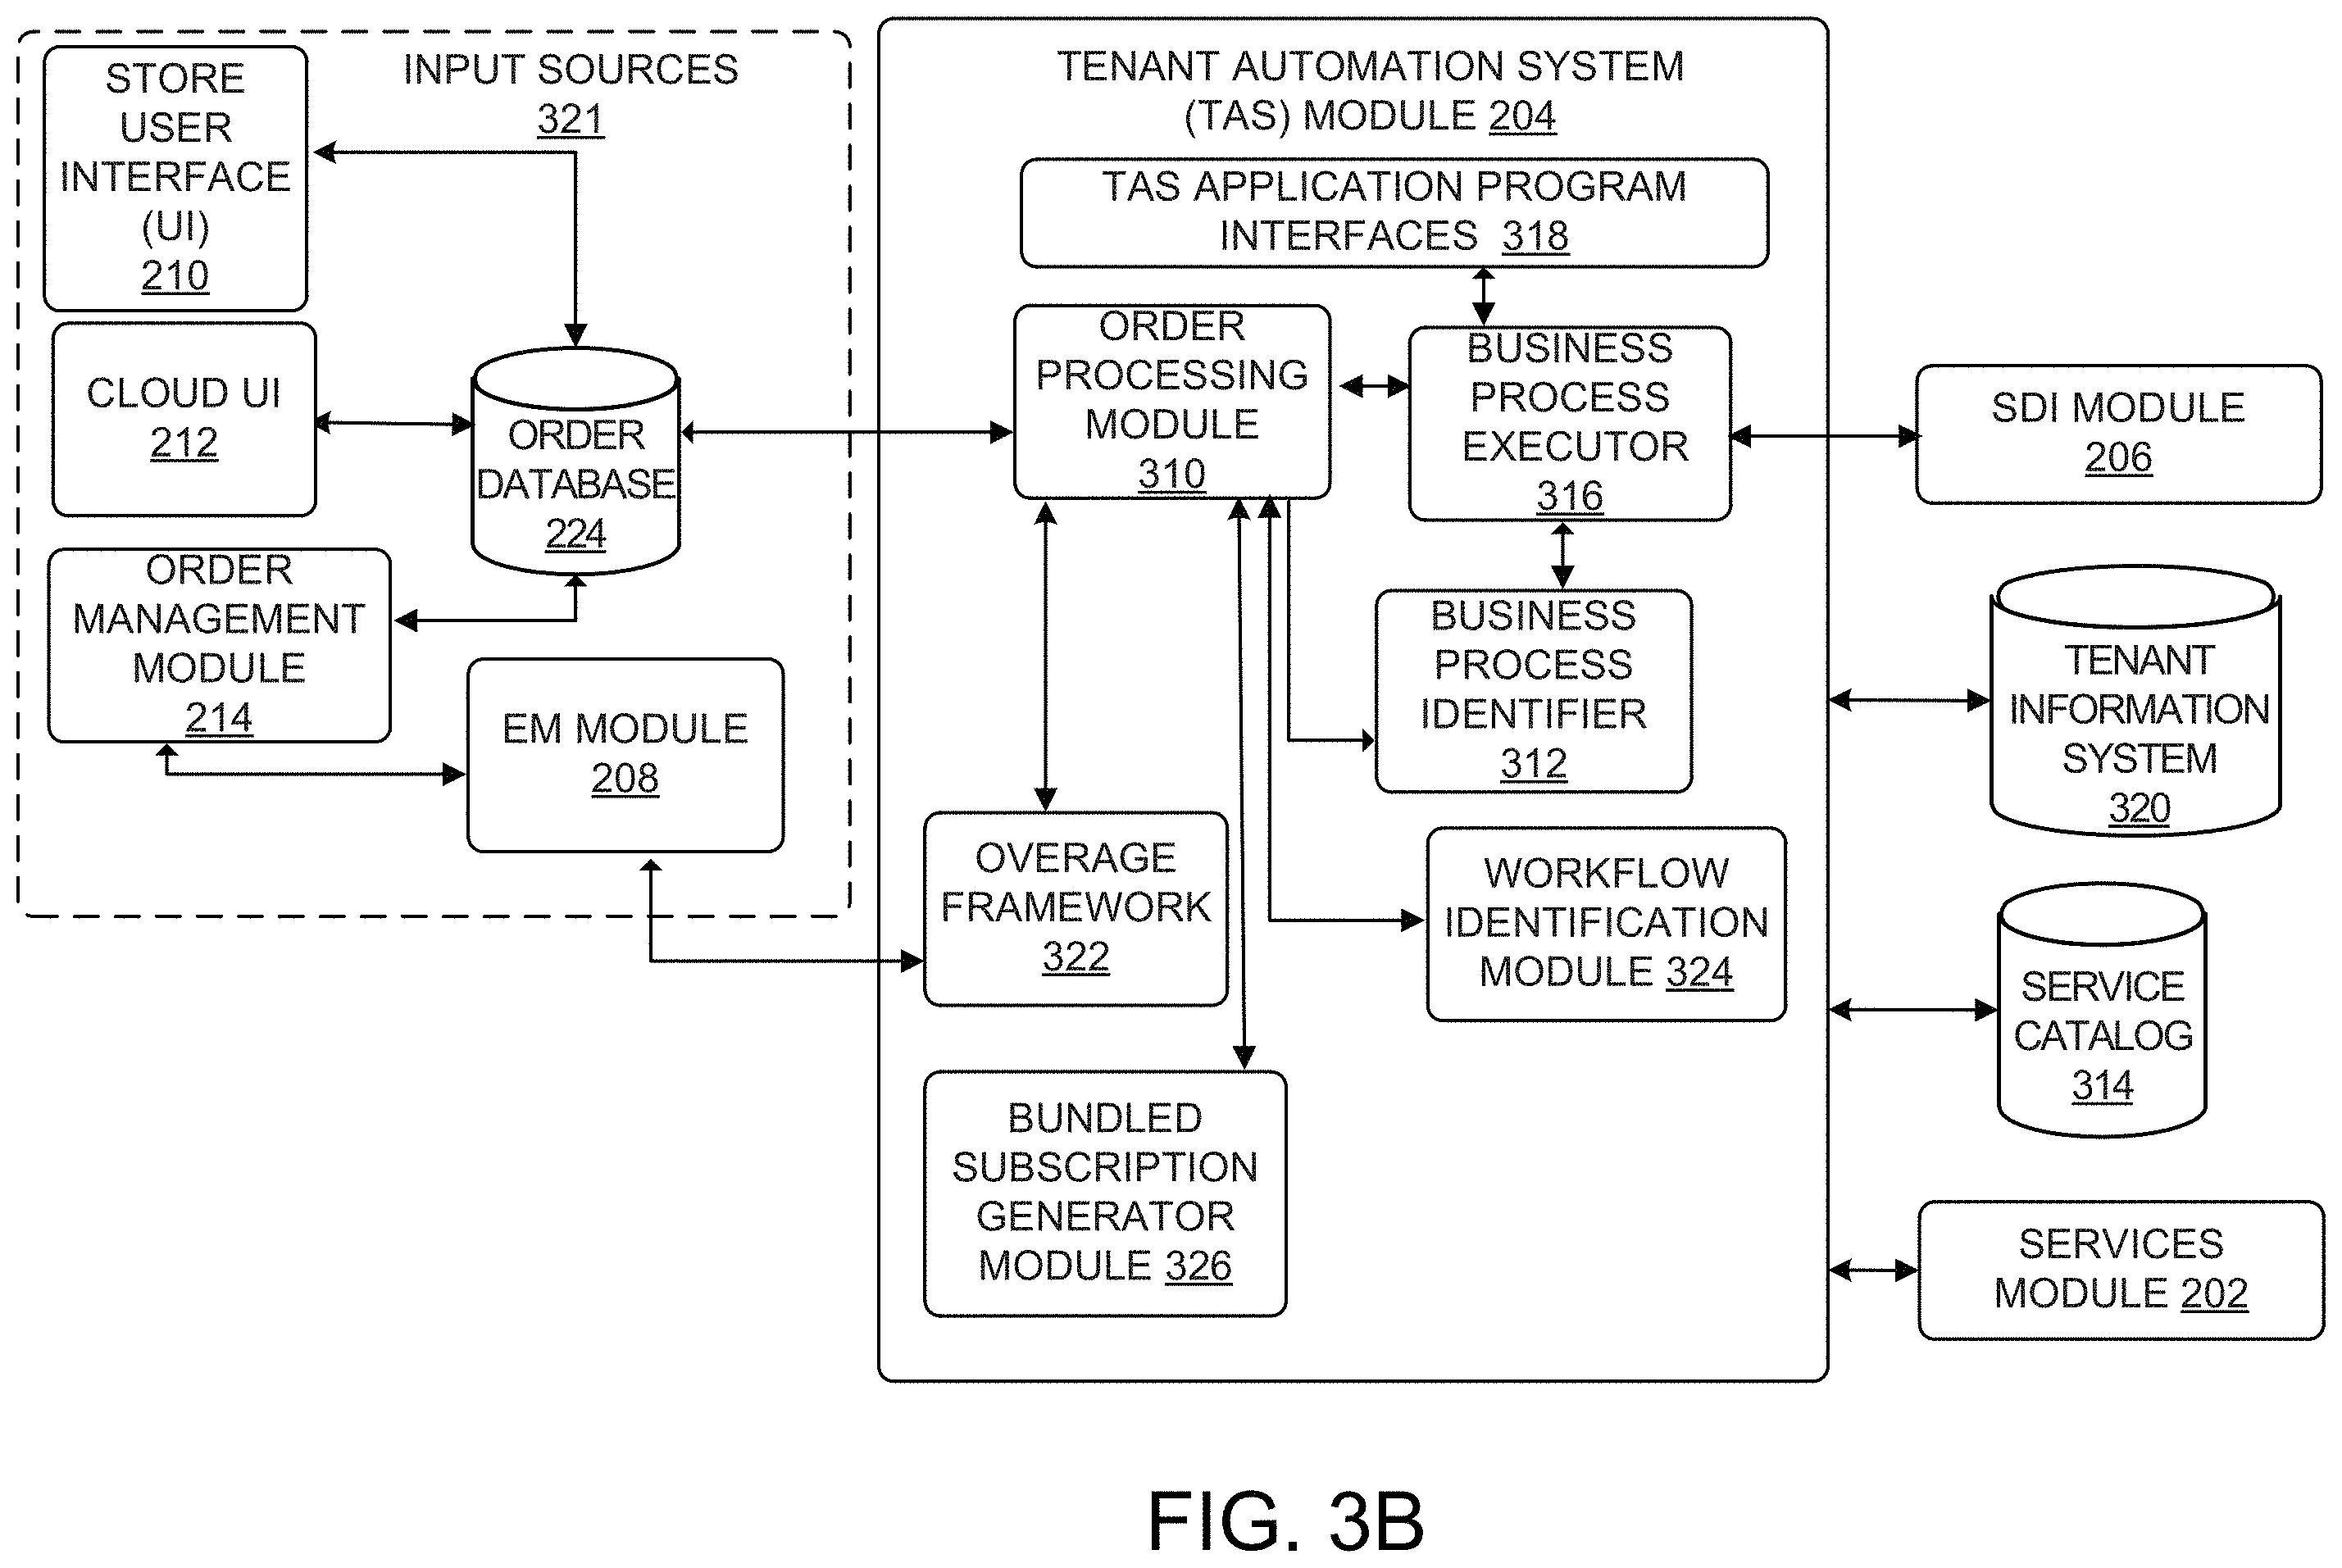 STORE
USER
INTERFACE
(UI)
210
INPUT SOURCES
321
CLOUD UI
212
ORDER
DATABASE
224
ORDER
MANAGEMENT
MODULE
214
EM MODULE
208
TENANT AUTOMATION SYSTEM
(TAS) MODULE 204
TAS APPLICATION PROGRAM
INTERFACES 318
ORDER
PROCESSING
MODULE
310
BUSINESS
PROCESS
EXECUTOR
316
BUSINESS
PROCESS
IDENTIFIER
312
OVERAGE
FRAMEWORK
322
WORKFLOW
IDENTIFICATION
MODULE 324
BUNDLED
SUBSCRIPTION
GENERATOR
MODULE 326
SDI MODULE
206
TENANT
INFORMATION
SYSTEM
320
SERVICE
CATALOG
314
SERVICES
MODULE 202
FIG. 3B